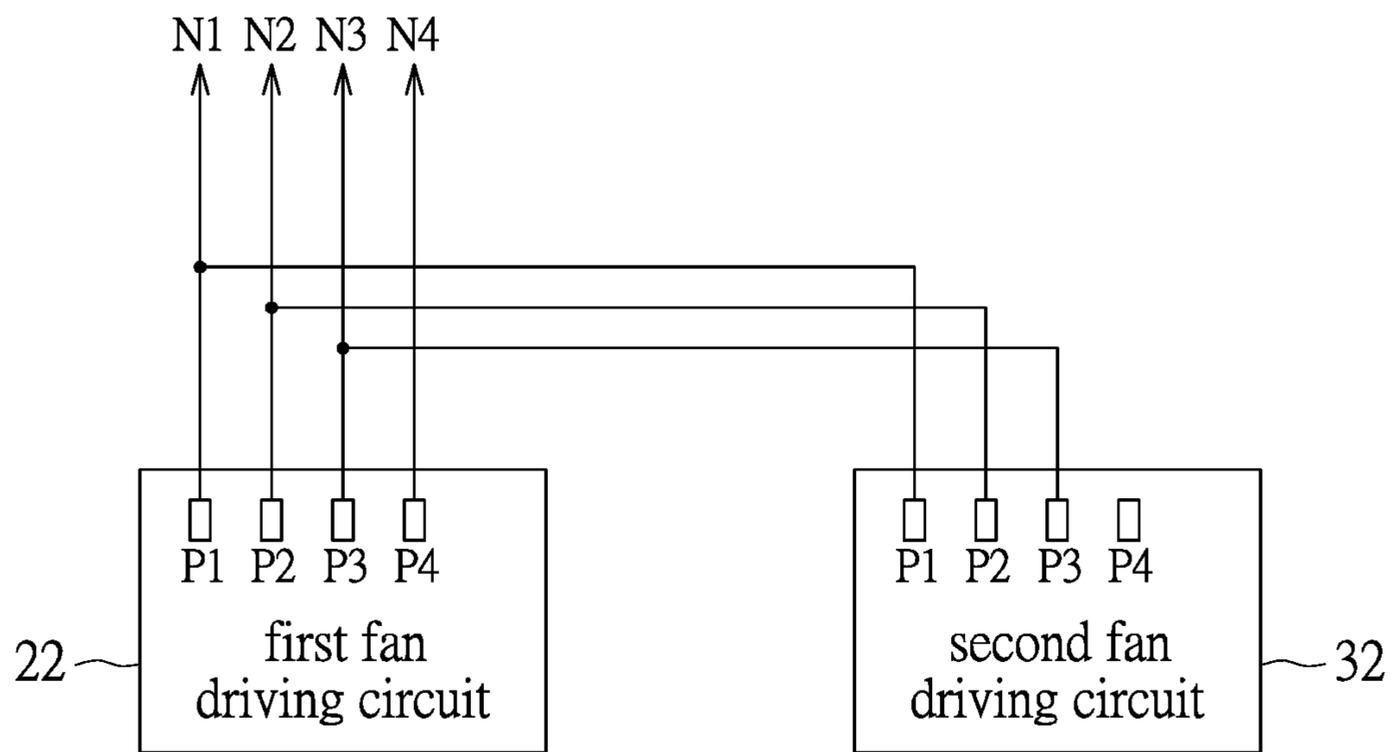 N1 N2 N3 N4
P1 P2 P3 P4
P1 P2 P3 P4
22
first fan
driving circuit
second fan
driving circuit
32